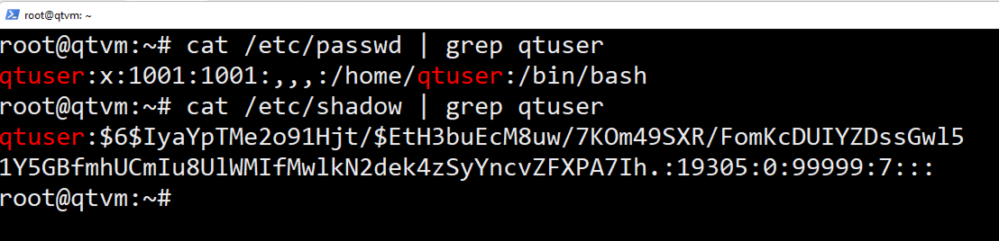 root@qtvm: ~
root@qtvm:~# cat /etc/passwd | grep qtuser
qtuser:x:1001:1001:,,,:/home/qtuser:/bin/bash
root@qtvm:~# cat /etc/shadow | grep qtuser
qtuser:$6$IyaYpTMe2o91Hjt/$EtH3buEcM8uw/7KOm49SXR/FomKcDUIYZDssGwl5
1Y5GBfmhUCmIu8UlWMIfMwlkN2dek4zSyYncvZFXPA7Ih.:19305:0:99999:7:::
root@qtvm:~#